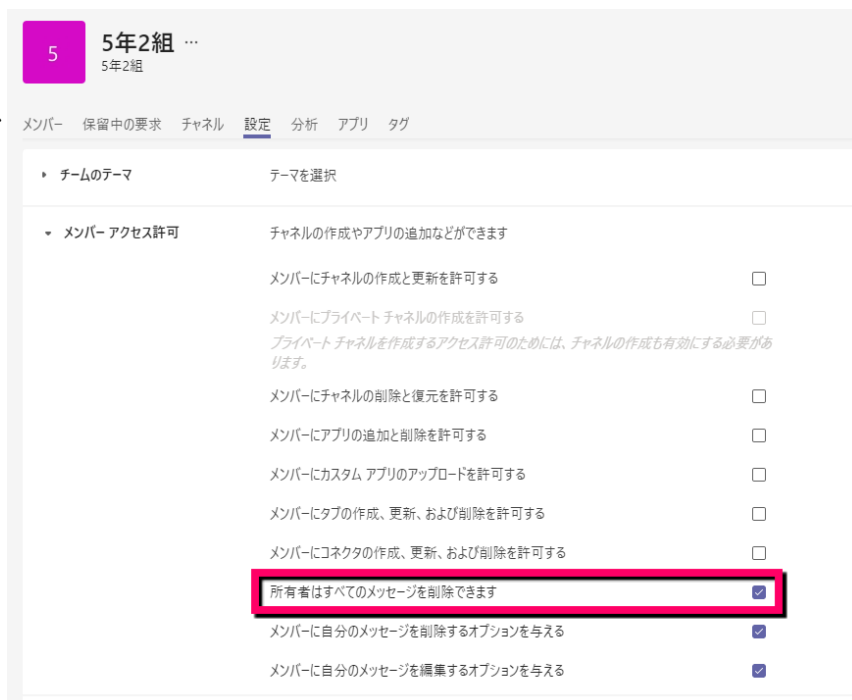 5
5年2組 …
5年2組
メンバー 保留中の要求 チャネル 設定 分析 アプリ タグ
チームのテーマ テーマを選択
メンバー アクセス許可 チャネルの作成やアプリの追加などができます
メンバーにチャネルの作成と更新を許可する
メンバーにプライベート チャネルの作成を許可する
プライベート チャネルを作成するアクセス許可のためには、チャネルの作成も有効にする必要があ
ります。
メンバーにチャネルの削除と復元を許可する
メンバーにアプリの追加と削除を許可する
メンバーにカスタム アプリのアップロードを許可する
メンバーにタブの作成、更新、および削除を許可する
メンバーにコネクタの作成、更新、および削除を許可する
所有者はすべてのメッセージを削除できます
メンバーに自分のメッセージを削除するオプションを与える
メンバーに自分のメッセージを編集するオプションを与える